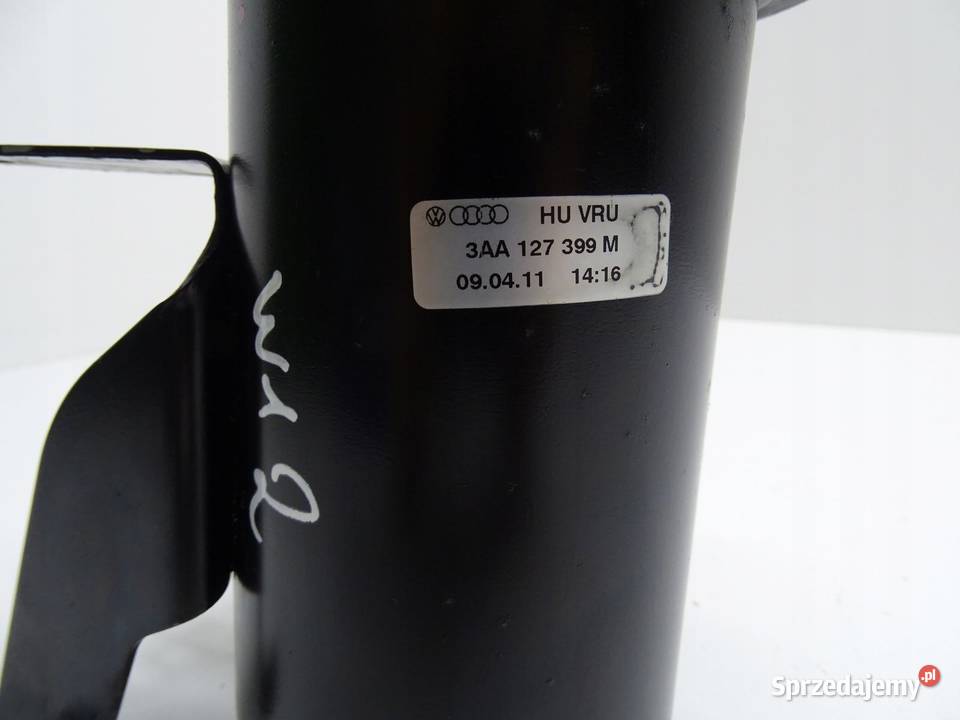 HU VRU
3AA 127 399 M
09.04.11 14:16
Sprzedajemy.pl